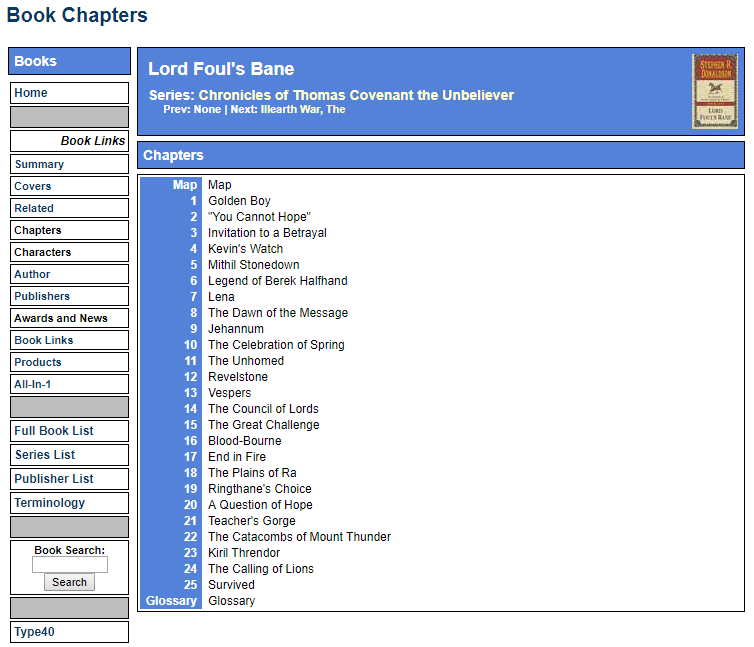 Book Chapters
Books
Home
Book Links
Summary
Covers
Related
Chapters
Characters
Author
Publishers
Awards and News
Book Links
Products
All-In-1
Full Book List
Series List
Publisher List
Terminology
Book Search:
Search
Type40
Lord Foul's Bane
Series: Chronicles of Thomas Covenant the Unbeliever
Prev: None | Next: Illearth War, The
STEPHEN R.
DONALDSON
LORD
FOUL'S BANE
Chapters
Map Map
1 Golden Boy
2 "You Cannot Hope"
3 Invitation to a Betrayal
4 Kevin's Watch
5 Mithil Stonedown
6 Legend of Berek Halfhand
7 Lena
8 The Dawn of the Message
9 Jehannum
10 The Celebration of Spring
11 The Unhomed
12 Revelstone
13 Vespers
14 The Council of Lords
15 The Great Challenge
16 Blood-Bourne
17 End in Fire
18 The Plains of Ra
19 Ringthane's Choice
20 A Question of Hope
21 Teacher's Gorge
22 The Catacombs of Mount Thunder
23 Kiril Threndor
24 The Calling of Lions
25 Survived
Glossary Glossary